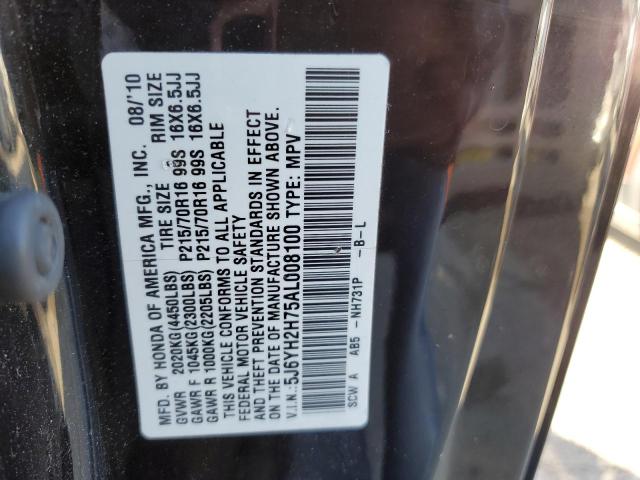 MFD. BY HONDA OF AMERICA MFG., INC. 08/'10
TIRE SIZE RIM SIZE
GVWR 2020KG(4450LBS)
GAWR F 1045KG(2300LBS) P215/70R16 99S 16X6.5JJ
GAWR R 1000KG(2205LBS) P215/70R16 99S 16X6.5JJ
THIS VEHICLE CONFORMS TO ALL APPLICABLE
FEDERAL MOTOR VEHICLE SAFETY
AND THEFT PREVENTION STANDARDS IN EFFECT
ON THE DATE OF MANUFACTURE SHOWN ABOVE.
V.I.N.:5J6YH2H75AL008100 TYPE: MPV
SCW A AB5 -NH731P -B-L